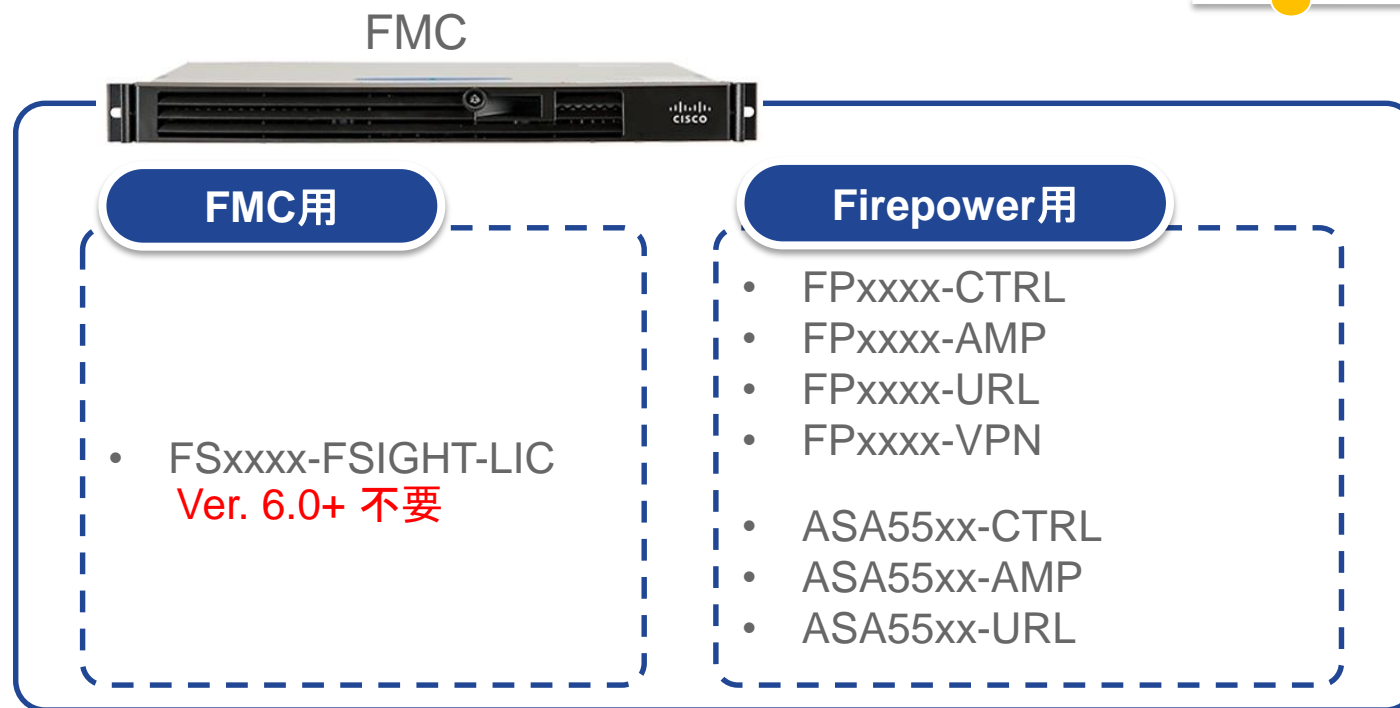 FMC
CISCO
FMC用
Firepower用
• FSxxxx-FSIGHT-LIC
Ver. 6.0+ 不要
• FPxxxx-CTRL
• FPxxxx-AMP
• FPxxxx-URL
• FPxxxx-VPN
• ASA55xx-CTRL
• ASA55xx-AMP
• ASA55xx-URL